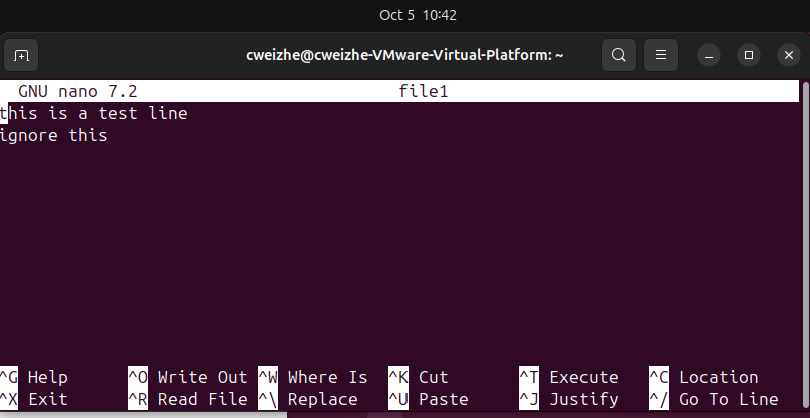 Oct 5 10:42
cweizhe@cweizhe-VMware-Virtual-Platform: ~
GNU nano 7.2 file1
this is a test line
ignore this
^G Help ^O Write Out ^W Where Is ^K Cut ^T Execute ^C Location
^X Exit ^R Read File ^\ Replace ^U Paste ^J Justify ^/ Go To Line